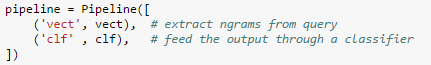 pipeline = Pipeline([
    ('vect', vect),  # extract ngrams from query
    ('clf' , clf),  # feed the output through a classifier
])